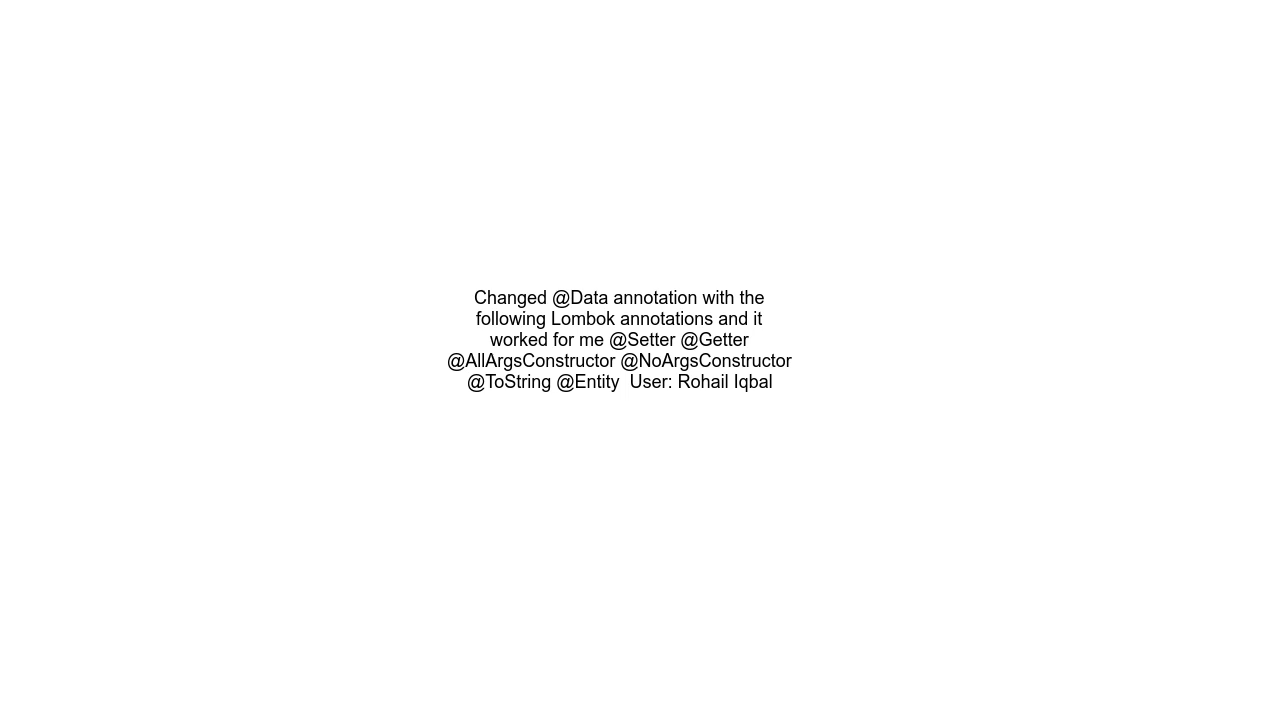 Changed @Data annotation with the
following Lombok annotations and it
worked for me @Setter @Getter
@AllArgsConstructor @NoArgsConstructor
@ToString @Entity  User: Rohail Iqbal